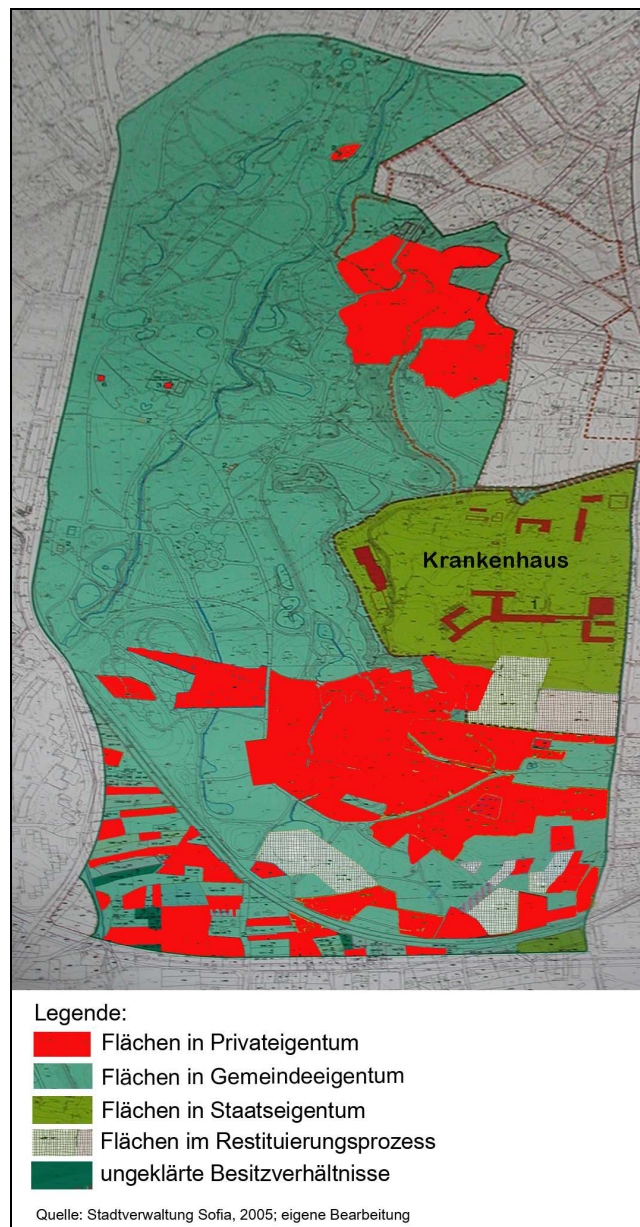 Krankenhaus
1
Legende:
Flächen in Privateigentum
Flächen in Gemeindeeigentum
Flächen in Staatseigentum
Flächen im Restituierungsprozess
ungeklärte Besitzverhältnisse
Quelle: Stadtverwaltung Sofia, 2005; eigene Bearbeitung